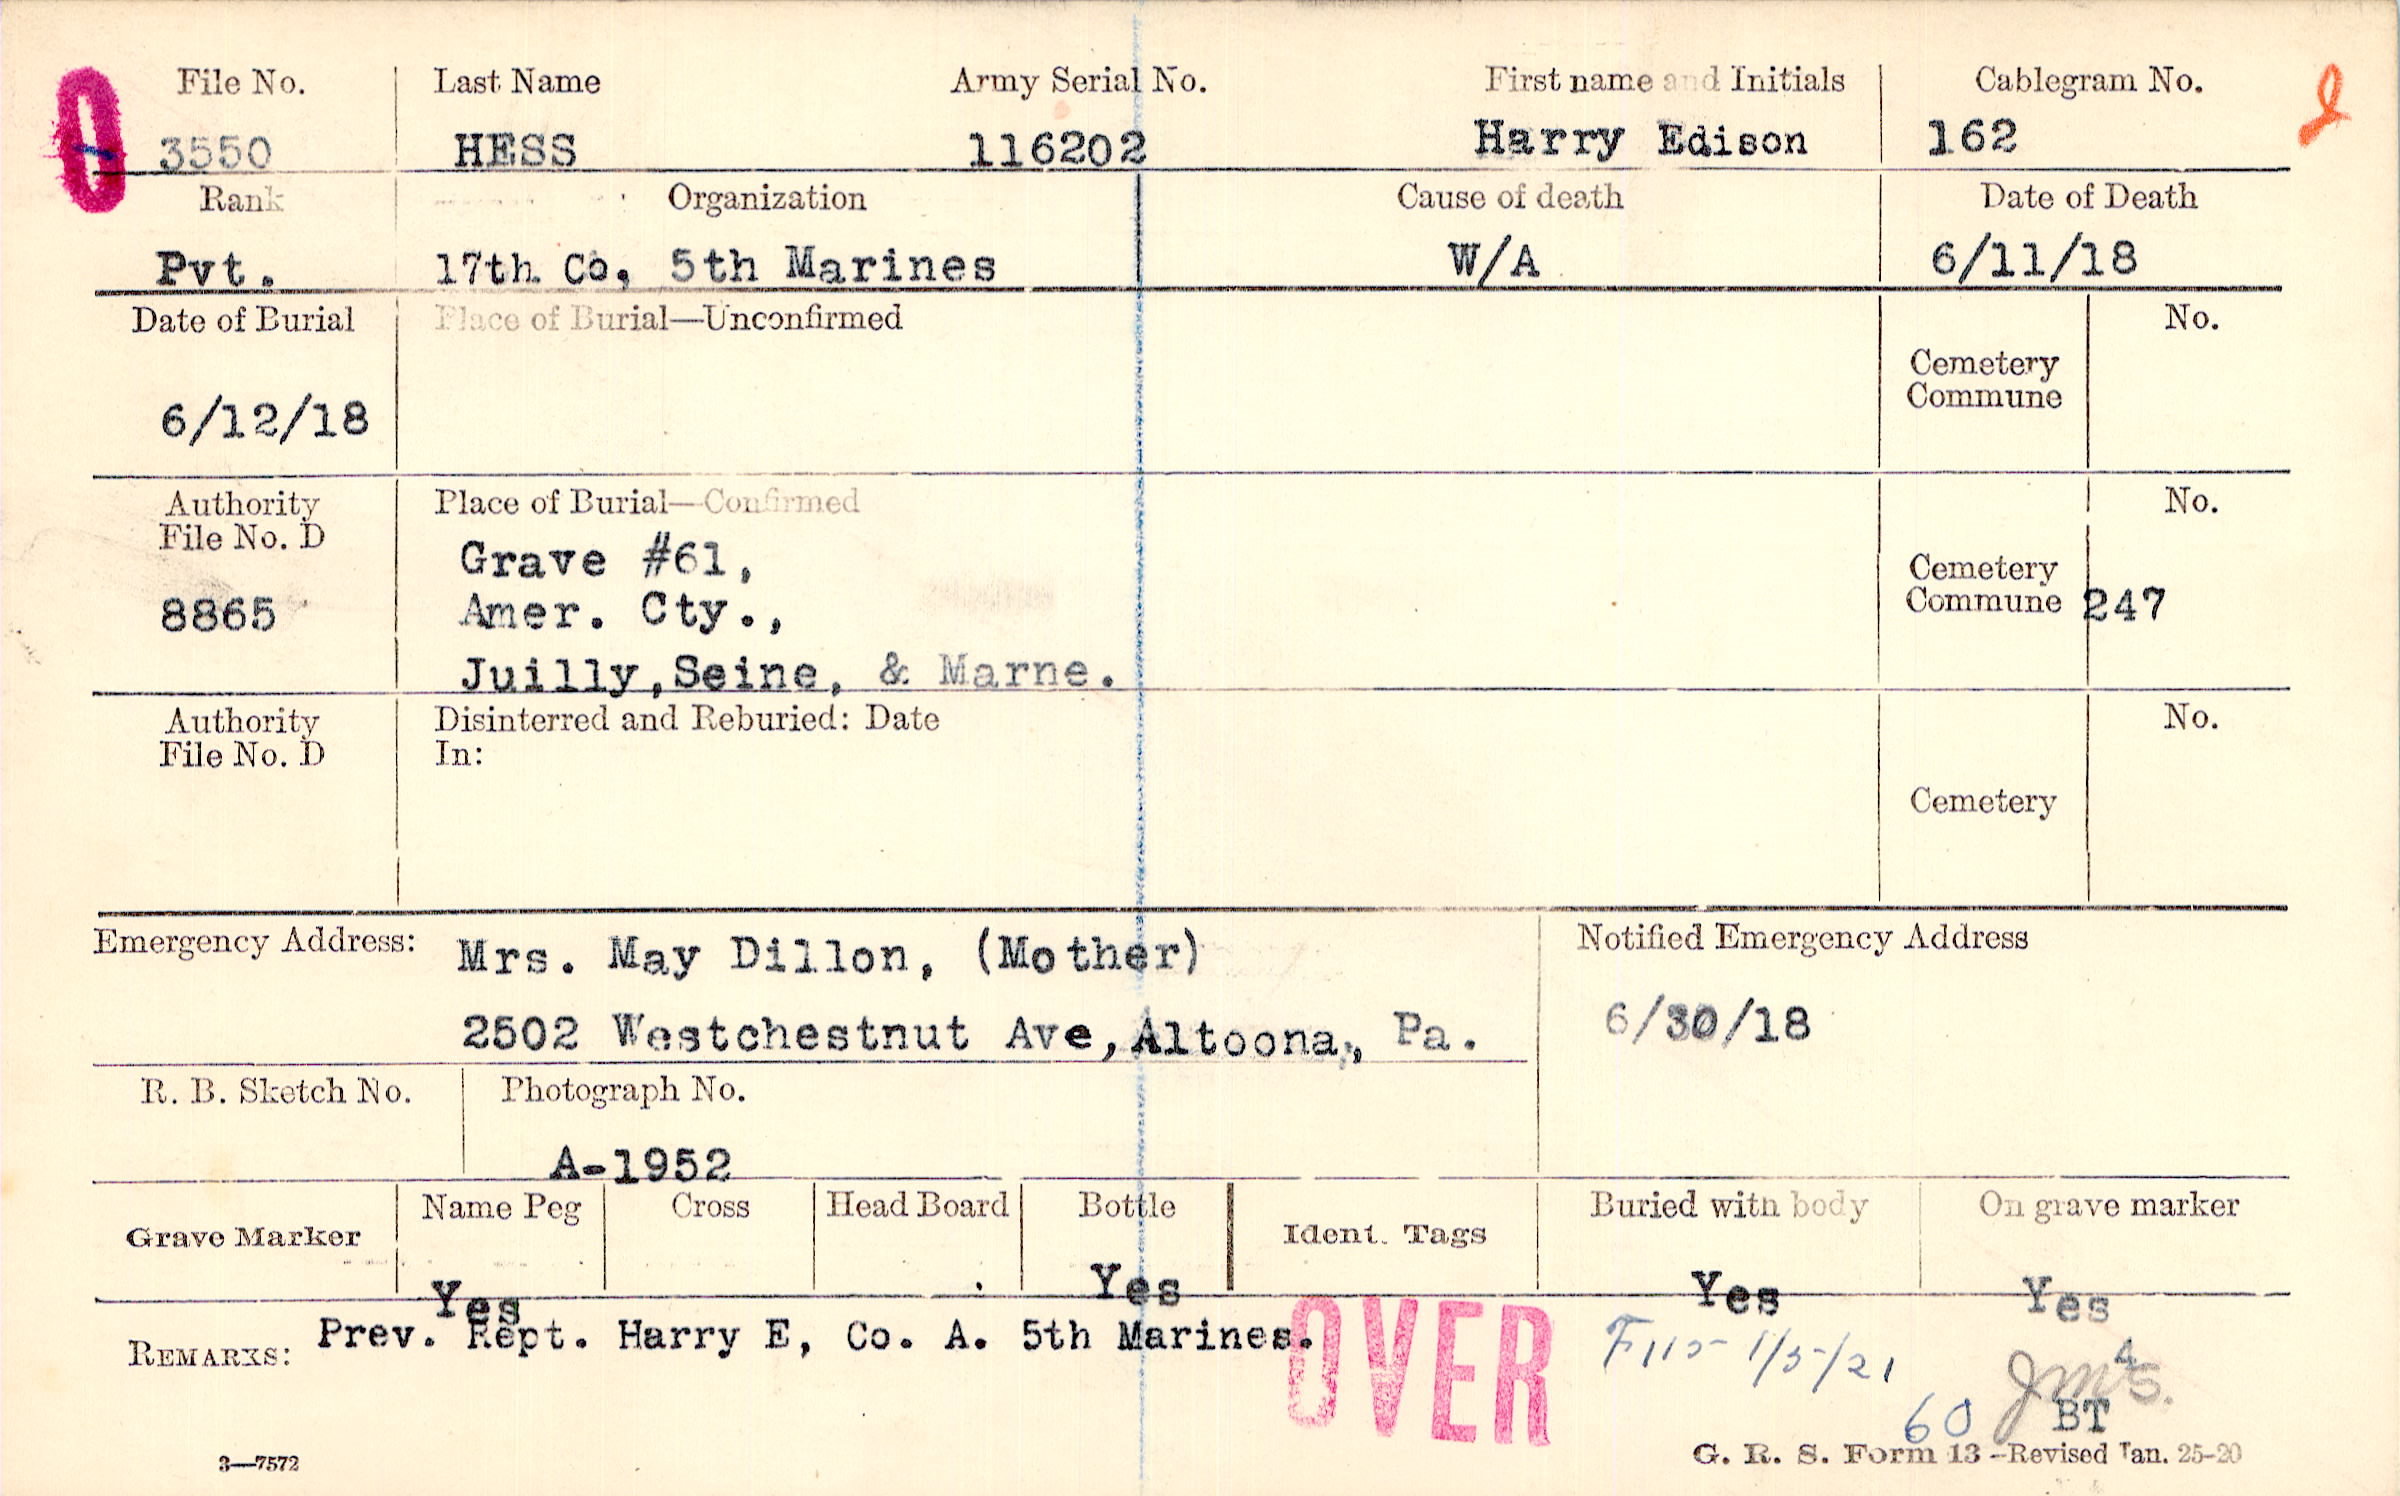 File No. Last Name Army Serial No. First name and Initials Cablegram No.
3550 HESS 116202 Harry Edison 162
Rank Organization Cause of death Date of Death
Pvt. 17th Co, 5th Marines W/A 6/11/18
Date of Burial Place of Burial—Unconfirmed No.
Cemetery
Commune
6/12/18
Authority Place of Burial—Confirmed No.
File No. D
Grave #61,
Cemetery
8865 Amer. Cty., Commune 247
Juilly, Seine, & Marne.
Authority Disinterred and Reburied: Date No.
File No. D In:
Cemetery
Emergency Address: Mrs. May Dillon, (Mother) Notified Emergency Address
2502 Westchestnut Ave, Altoona, Pa. 6/30/18
R. B. Sketch No. Photograph No.
A-1952
Grave Marker Name Peg Cross Head Board Bottle Ident. Tags Buried with body On grave marker
Yes Yes Yes Yes
REMARKS: Prev. Rept. Harry E, Co. A. 5th Marines.
OVER
1/5/21
4
60 BT
3—7572 G. R. S. Form 13—Revised Jan. 25-20